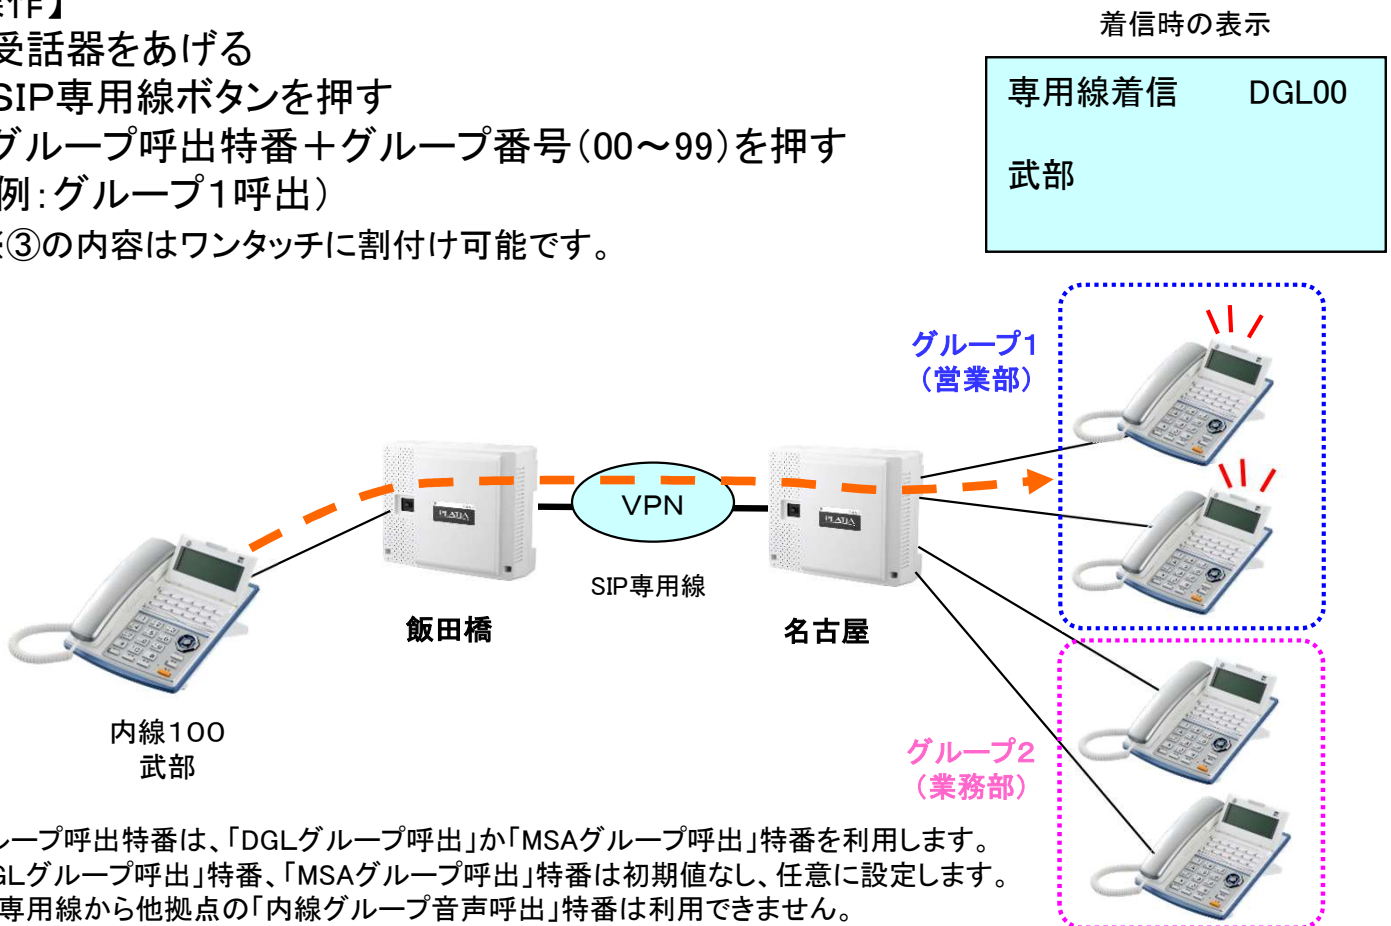 作】
受話器をあげる
SIP専用線ボタンを押す
グループ呼出特番＋グループ番号（00～99）を押す
例：グループ１呼出）
※③の内容はワンタッチに割付け可能です。
着信時の表示
専用線着信 DGL00
武部
グループ1
（営業部）
PLATIA
PLATIA
VPN
SIP専用線
飯田橋
名古屋
内線１００
武部
グループ２
（業務部）
ループ呼出特番は、「DGLグループ呼出」か「MSAグループ呼出」特番を利用します。
GLグループ呼出」特番、「MSAグループ呼出」特番は初期値なし、任意に設定します。
専用線から他拠点の「内線グループ音声呼出」特番は利用できません。